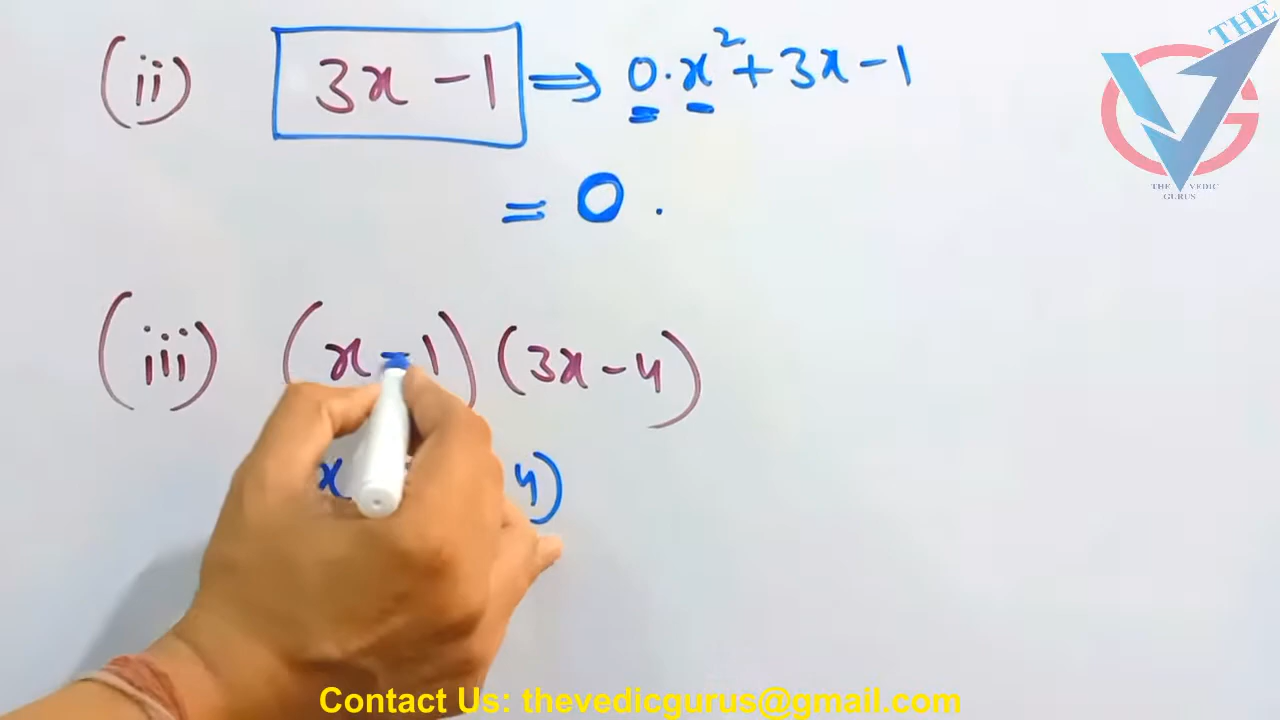 (ii) 3x - 1 ⇒ 0·x² + 3x - 1
= 0.
(iii) (x - 1) (3x - 4)
x 4)
THE
THE VEDIC
GURUS
Contact Us: thevedicgurus@gmail.com